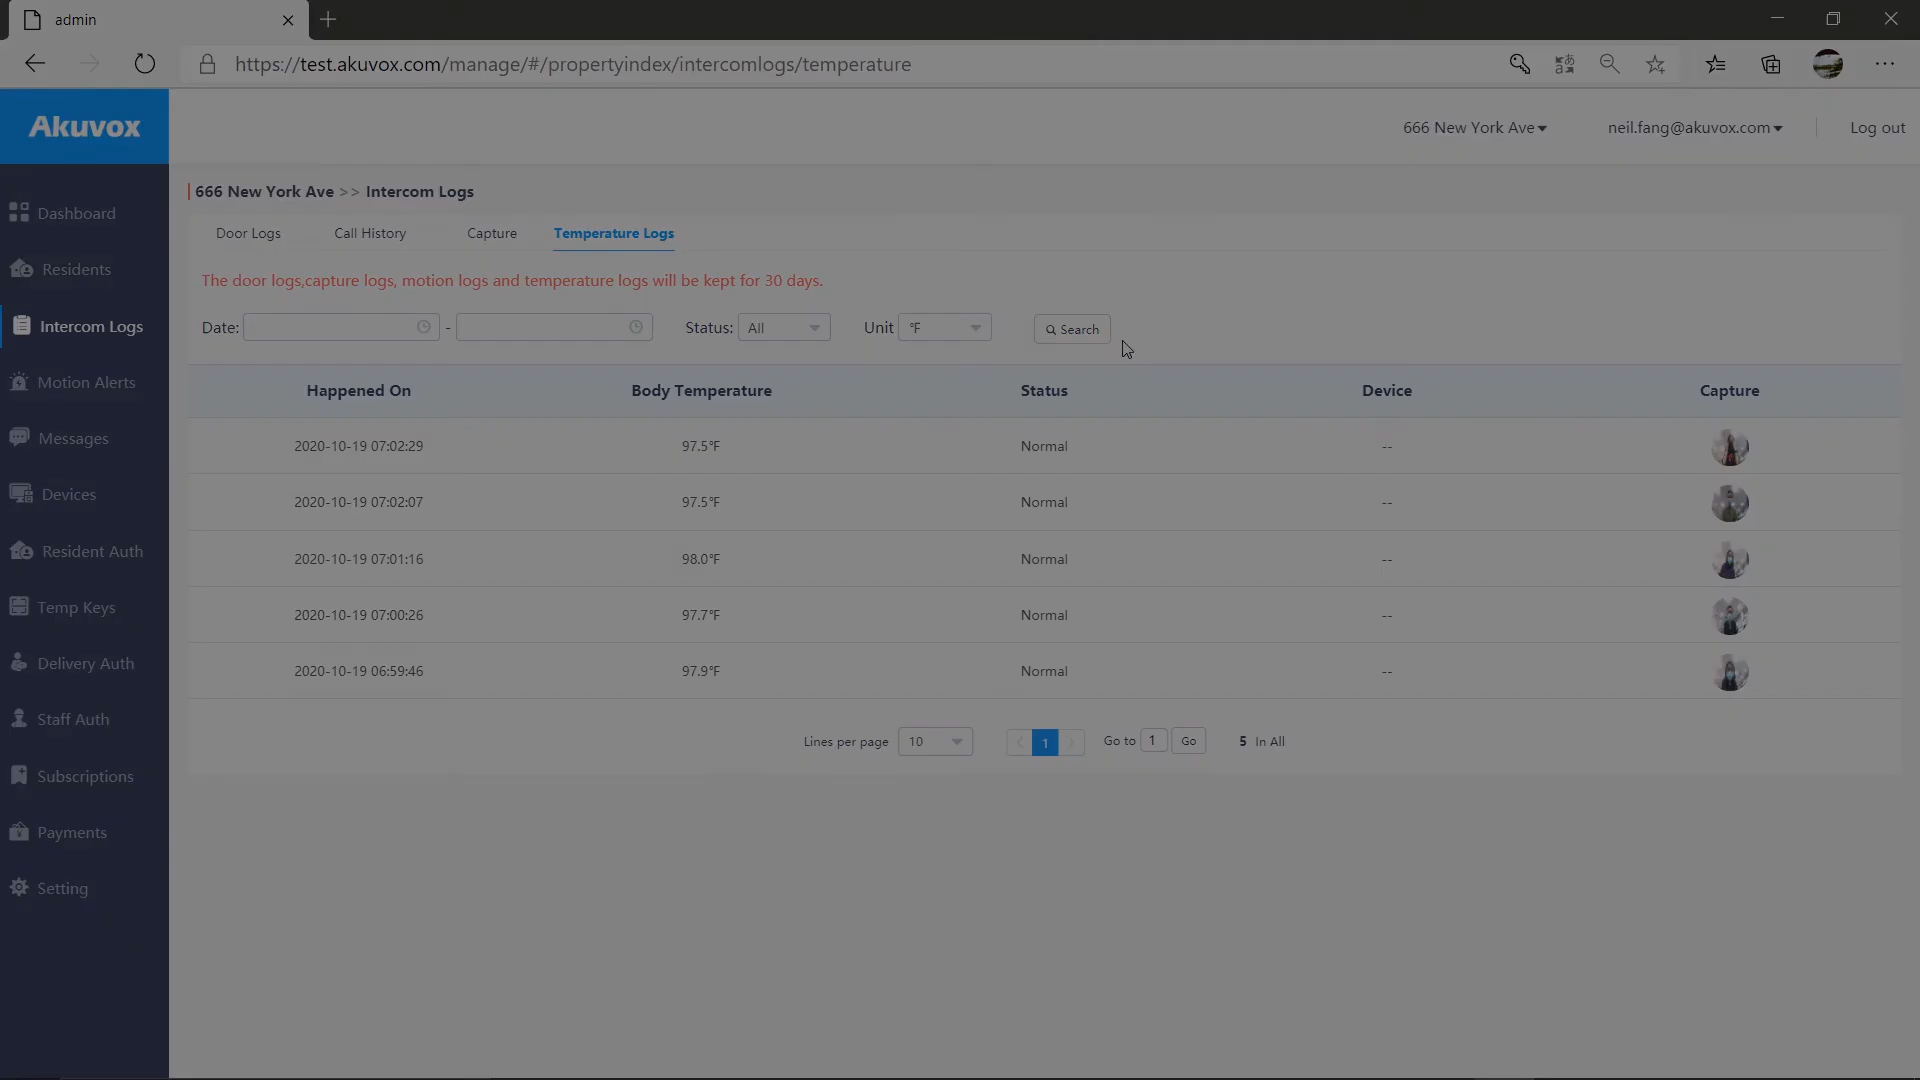 admin
https://test.akuvox.com/manage/#/propertyindex/intercomlogs/temperature
Akuvox
666 New York Ave
neil.fang@akuvox.com
Log out
666 New York Ave >> Intercom Logs
Dashboard
Residents
Intercom Logs
Motion Alerts
Messages
Devices
Resident Auth
Temp Keys
Delivery Auth
Staff Auth
Subscriptions
Payments
Setting
Door Logs Call History Capture Temperature Logs
The door logs,capture logs, motion logs and temperature logs will be kept for 30 days.
Date: - Status: All Unit °F Search
Happened On Body Temperature Status Device Capture
2020-10-19 07:02:29 97.5°F Normal --
2020-10-19 07:02:07 97.5°F Normal --
2020-10-19 07:01:16 98.0°F Normal --
2020-10-19 07:00:26 97.7°F Normal --
2020-10-19 06:59:46 97.9°F Normal --
Lines per page 10 < 1 > Go to 1 Go 5 In All